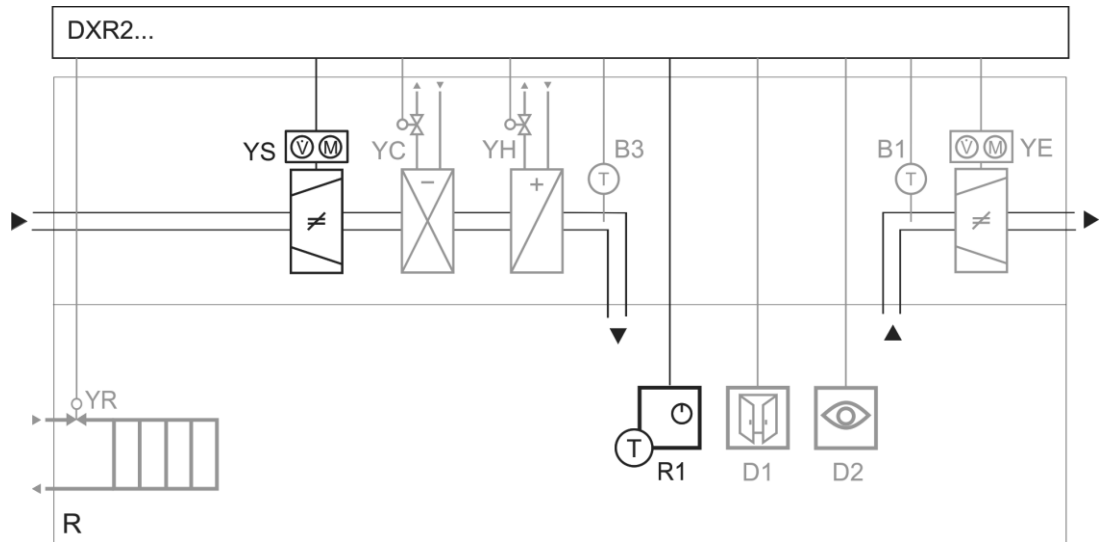 DXR2...
YS V̇ M YC YH B3 B1 V̇ M YE
T T
≠ − + ≠
YR
T
R1 D1 D2
R